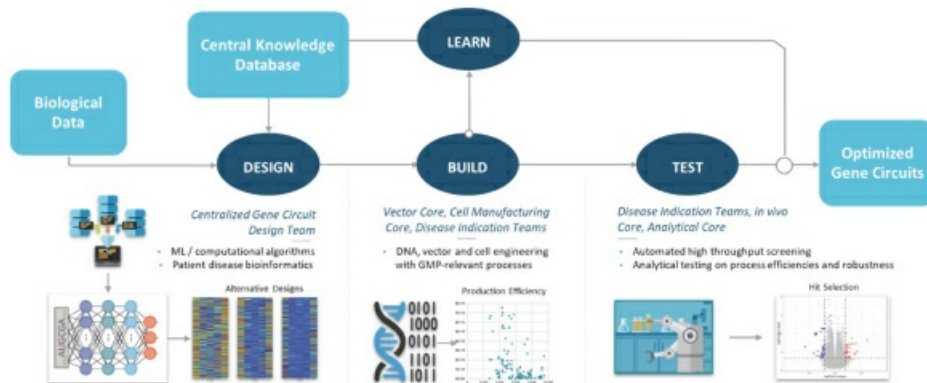 Central Knowledge
Database
LEARN
Biological
Data
DESIGN
BUILD
TEST
Optimized
Gene Circuits
Centralized Gene Circuit
Design Team
• ML / computational algorithms
• Patient disease bioinformatics
Vector Core, Cell Manufacturing
Core, Disease Indication Teams
• DNA, vector and cell engineering
with GMP-relevant processes
Disease Indication Teams, in vivo
Core, Analytical Core
• Automated high throughput screening
• Analytical testing on process efficiencies and robustness
Alternative Designs
AUGCGA
Production Efficiency
0101
1000
0101
1101
1011
Hit Selection